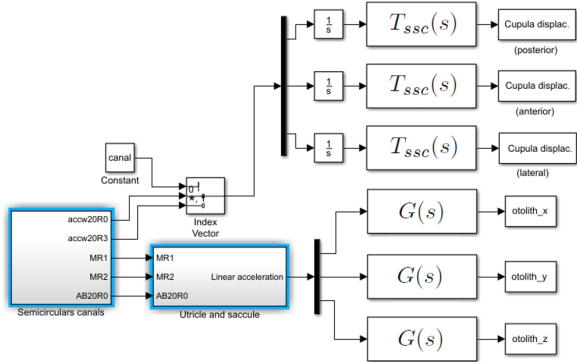 1
s
T_ssc(s)
Cupula displac.
(posterior)
1
s
T_ssc(s)
Cupula displac.
(anterior)
1
s
T_ssc(s)
Cupula displac.
(lateral)
canal
Constant
0
*, 1
Index
Vector
accw20R0
accw20R3
MR1
MR2
AB20R0
Semicirculars canals
MR1
MR2
AB20R0
Linear acceleration
Utricle and saccule
G(s)
otolith_x
G(s)
otolith_y
G(s)
otolith_z